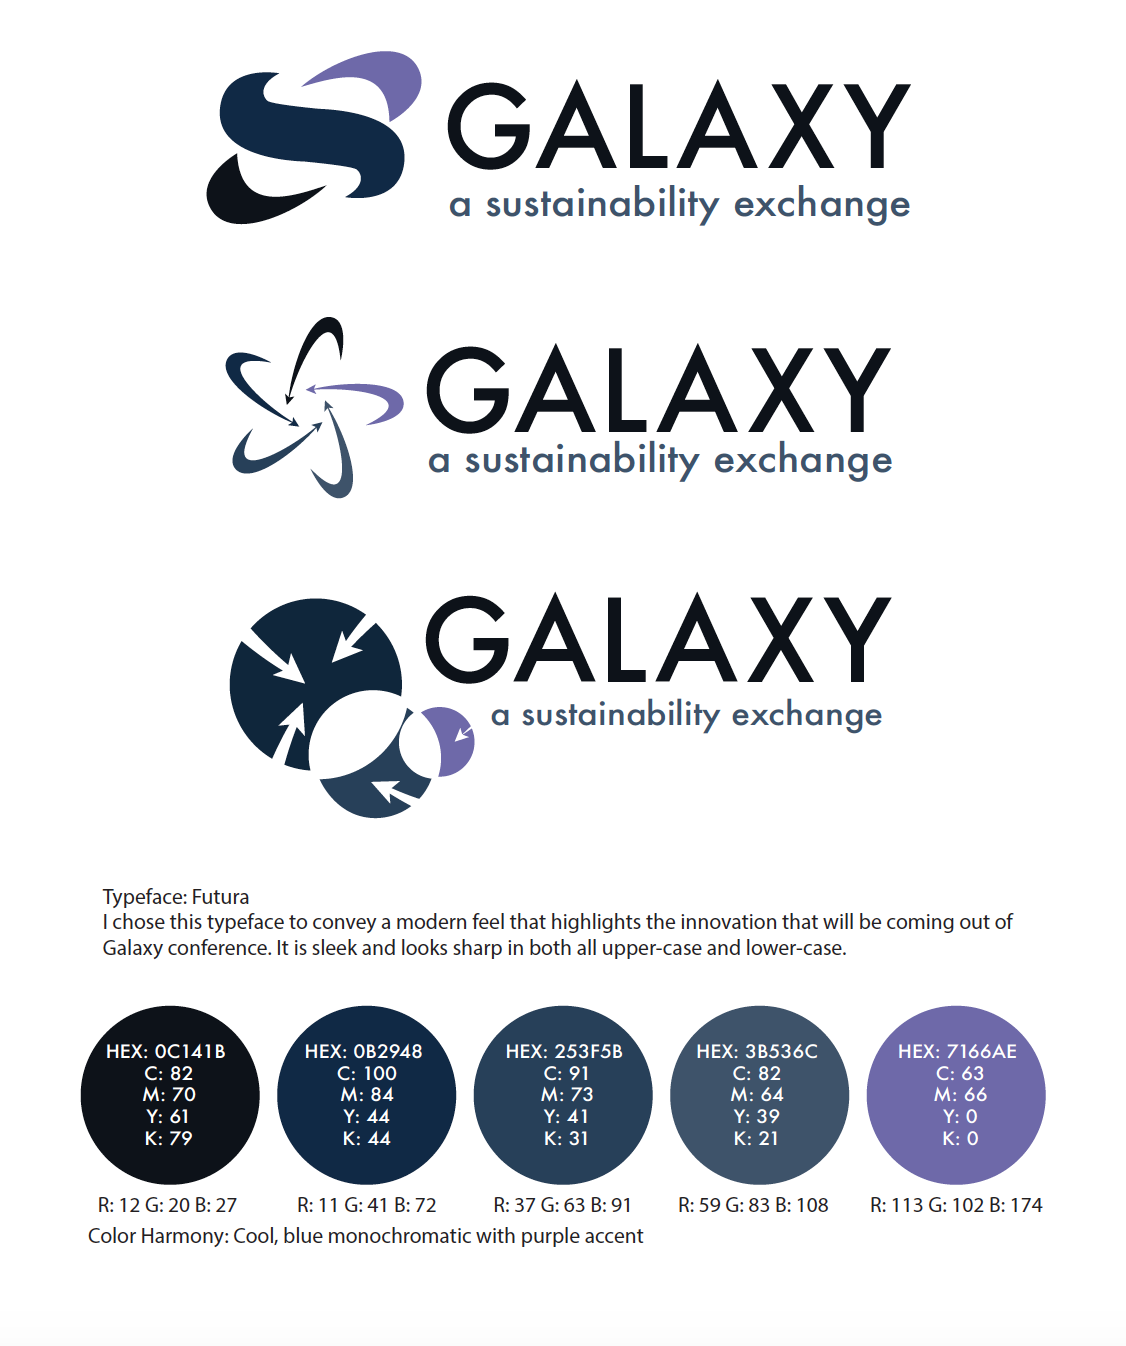 GALAXY
a sustainability exchange
GALAXY
a sustainability exchange
GALAXY
a sustainability exchange
Typeface: Futura
I chose this typeface to convey a modern feel that highlights the innovation that will be coming out of
Galaxy conference. It is sleek and looks sharp in both all upper-case and lower-case.
HEX: 0C141B
C: 82
M: 70
Y: 61
K: 79
R: 12 G: 20 B: 27
HEX: 0B2948
C: 100
M: 84
Y: 44
K: 44
R: 11 G: 41 B: 72
HEX: 253F5B
C: 91
M: 73
Y: 41
K: 31
R: 37 G: 63 B: 91
HEX: 3B536C
C: 82
M: 64
Y: 39
K: 21
R: 59 G: 83 B: 108
HEX: 7166AE
C: 63
M: 66
Y: 0
K: 0
R: 113 G: 102 B: 174
Color Harmony: Cool, blue monochromatic with purple accent